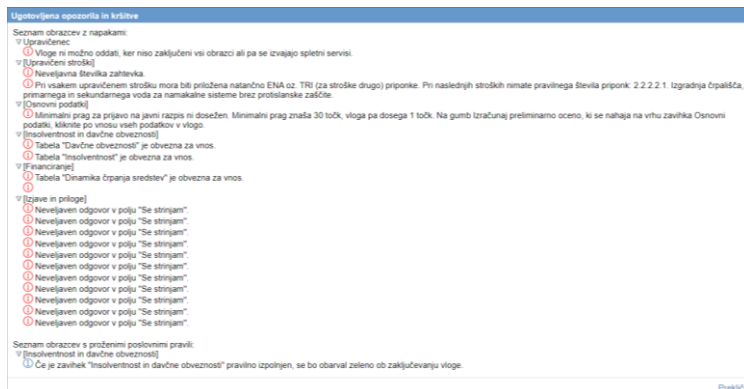 Ugotovljena opozorila in kršitve
Seznam obrazcev z napakami:
Upravičenec
Vloge ni možno oddati, ker niso zaključeni vsi obrazci ali pa se izvajajo spletni servisi.
[Upravičeni stroški]
Neveljavna številka zahtevka.
Pri vsakem upravičenem strošku mora biti priložena natančno ENA oz. TRI (za stroške drugo) priponke. Pri naslednjih stroških nimate pravilnega števila priponk: 2.2.2.2.1. Izgradnja črpališča,
primarnega in sekundarnega voda za namakalne sisteme brez protislanske zaščite.
[Osnovni podatki]
Minimalni prag za prijavo na javni razpis ni dosežen. Minimalni prag znaša 30 točk, vloga pa dosega 1 točk. Na gumb Izračunaj preliminarno oceno, ki se nahaja na vrhu zavihka Osnovni
podatki, kliknite po vnosu vseh podatkov v vlogo.
[Insolventnost in davčne obveznosti]
Tabela "Davčne obveznosti" je obvezna za vnos.
Tabela "Insolventnost" je obvezna za vnos.
[Financiranje]
Tabela "Dinamika črpanja sredstev" je obvezna za vnos.
[Izjave in priloge]
Neveljaven odgovor v polju "Se strinjam".
Neveljaven odgovor v polju "Se strinjam".
Neveljaven odgovor v polju "Se strinjam".
Neveljaven odgovor v polju "Se strinjam".
Neveljaven odgovor v polju "Se strinjam".
Neveljaven odgovor v polju "Se strinjam".
Neveljaven odgovor v polju "Se strinjam".
Neveljaven odgovor v polju "Se strinjam".
Neveljaven odgovor v polju "Se strinjam".
Neveljaven odgovor v polju "Se strinjam".
Neveljaven odgovor v polju "Se strinjam".
Seznam obrazcev s proženimi poslovnimi pravili:
[Insolventnost in davčne obveznosti]
Če je zavihek "Insolventnost in davčne obveznosti" pravilno izpolnjen, se bo obarval zeleno ob zaključevanju vloge.
Preklič